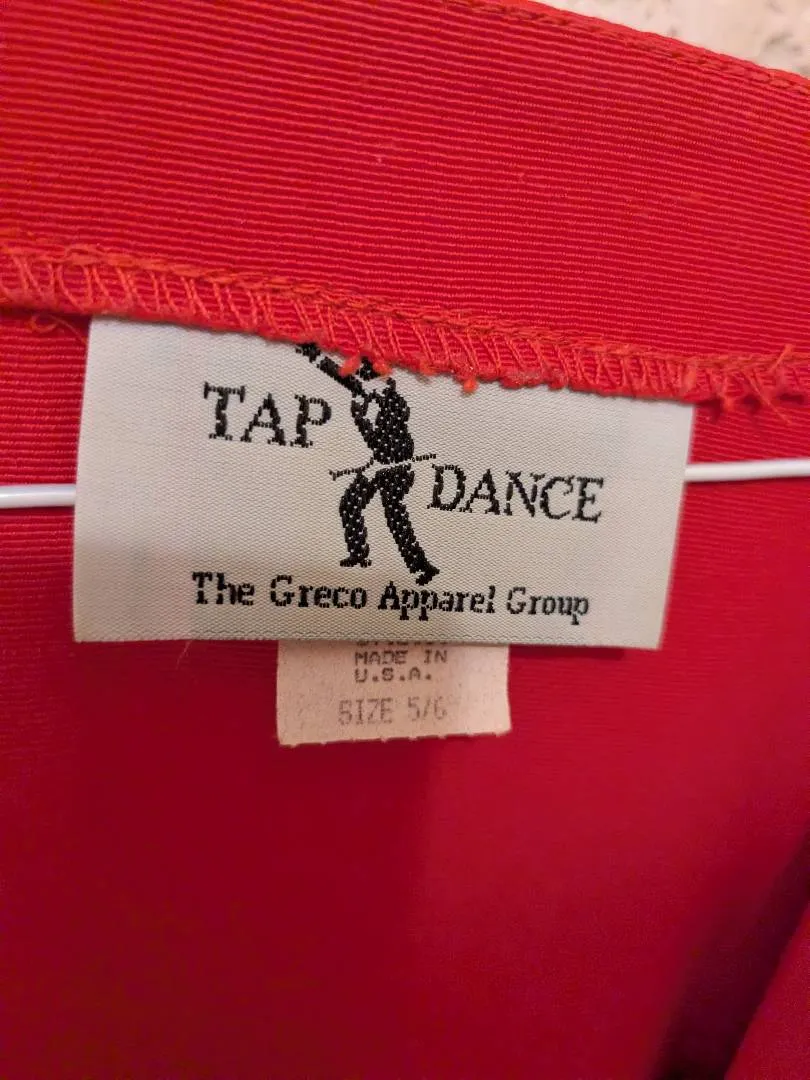 TAP
DANCE
The Greco Apparel Group
MADE IN
U.S.A.
SIZE 5/6